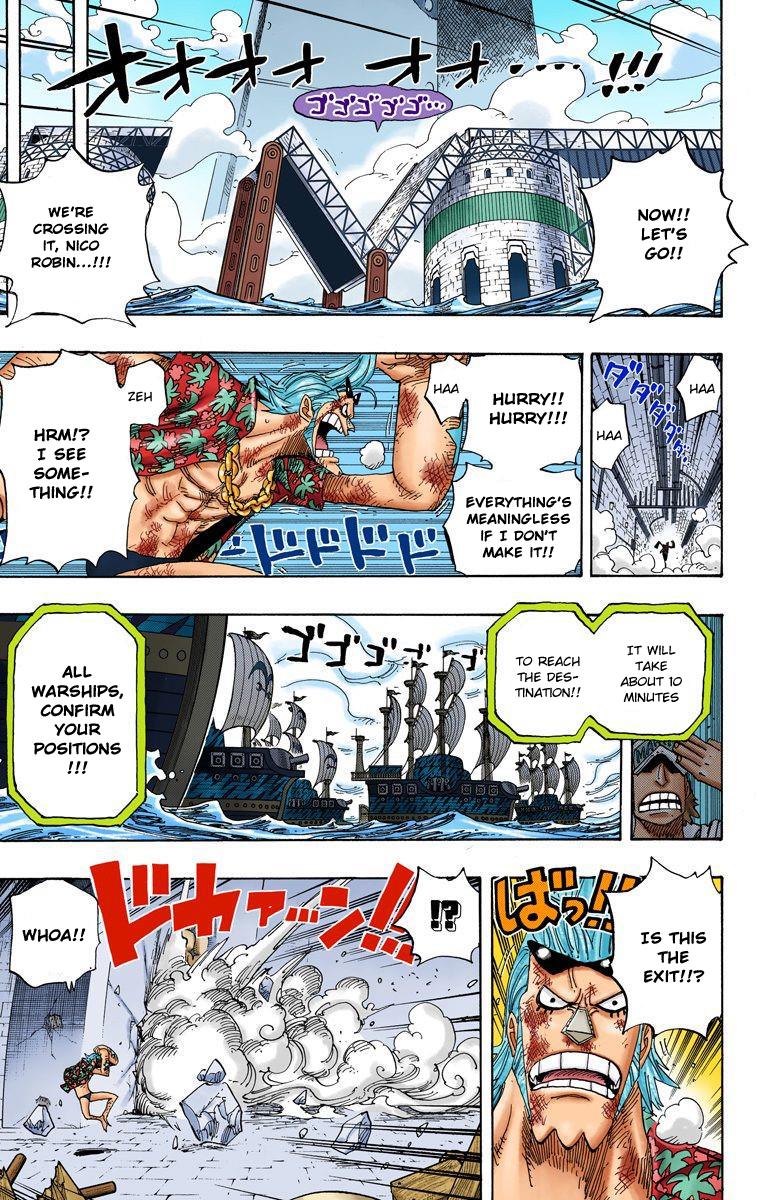 オオオオ オオ……!!!
ゴゴゴゴゴ…
NOW!!
LET'S
GO!!
WE'RE
CROSSING
IT, NICO
ROBIN...!!!
HAA
HAA
ダダダダダ
HURRY!!
HURRY!!!
EVERYTHING'S
MEANINGLESS
IF I DON'T
MAKE IT!!
HAA
ZEH
HRM!?
I SEE
SOME-
THING!!
ドドドドド
IT WILL
TAKE
ABOUT 10
MINUTES
TO REACH
THE DES-
TINATION!!
ゴゴゴゴゴ
ALL
WARSHIPS,
CONFIRM
YOUR
POSITIONS
!!!
ばっ!!
IS THIS
THE
EXIT!!?
!?
ドカァーン!!
WHOA!!